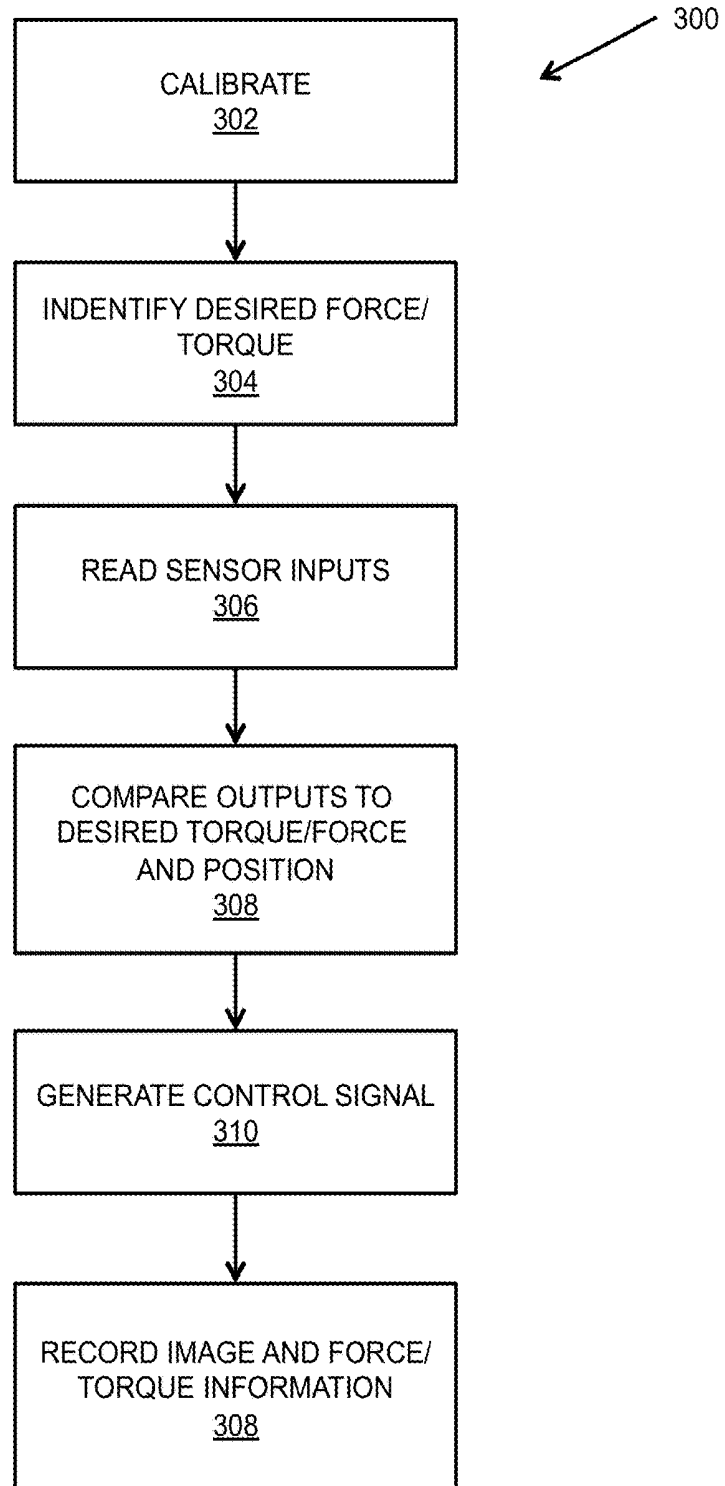 300
CALIBRATE
302
INDENTIFY DESIRED FORCE/
TORQUE
304
READ SENSOR INPUTS
306
COMPARE OUTPUTS TO
DESIRED TORQUE/FORCE
AND POSITION
308
GENERATE CONTROL SIGNAL
310
RECORD IMAGE AND FORCE/
TORQUE INFORMATION
308